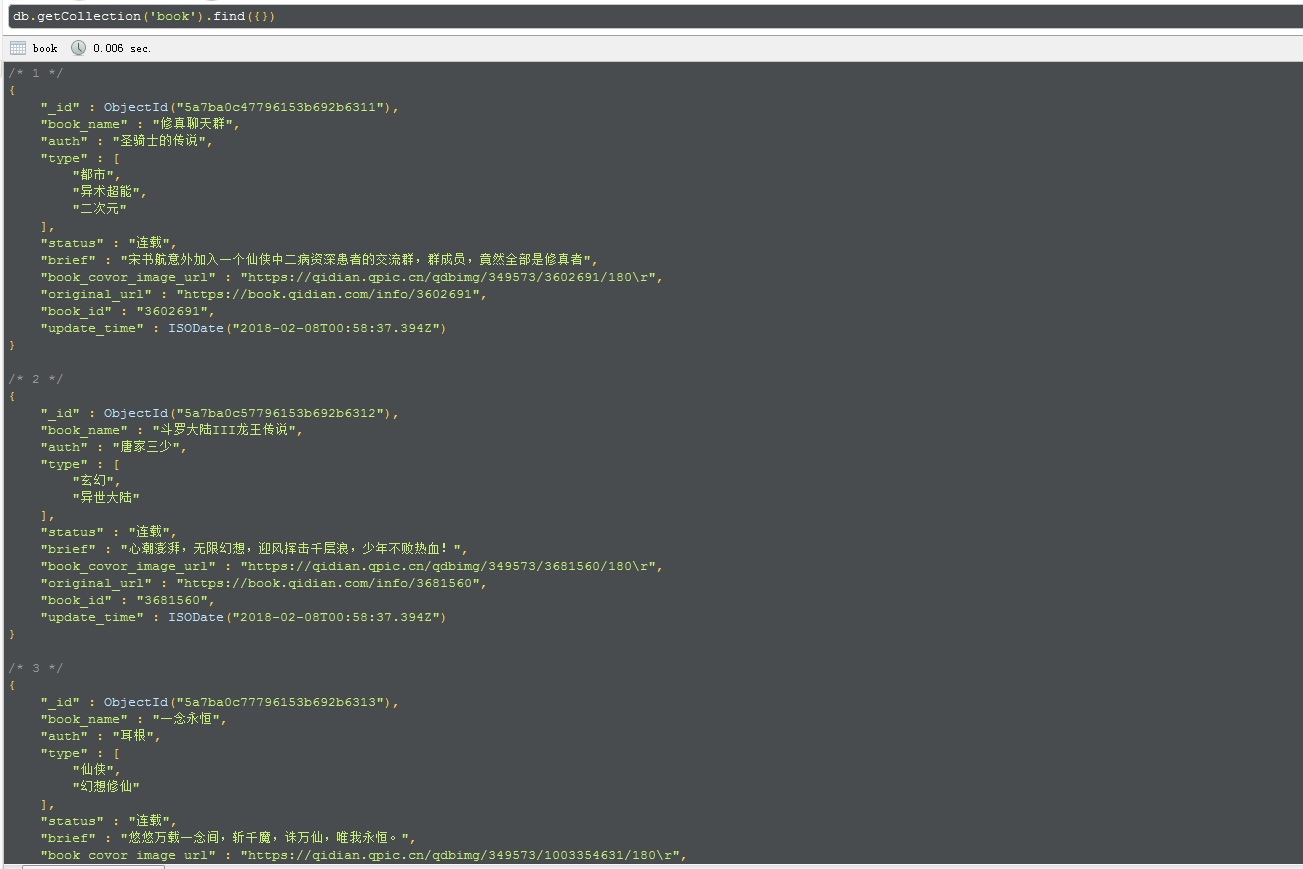 db.getCollection('book').find({})
book 0.006 sec.
/* 1 */
{
"_id" : ObjectId("5a7ba0c47796153b692b6311"),
"book_name" : "修真聊天群",
"auth" : "圣骑士的传说",
"type" : [
"都市",
"异术超能",
"二次元"
],
"status" : "连载",
"brief" : "宋书航意外加入一个仙侠中二病资深患者的交流群，群成员，竟然全部是修真者",
"book_covor_image_url" : "https://qidian.qpic.cn/qdbimg/349573/3602691/180\r",
"original_url" : "https://book.qidian.com/info/3602691",
"book_id" : "3602691",
"update_time" : ISODate("2018-02-08T00:58:37.394Z")
}
/* 2 */
{
"_id" : ObjectId("5a7ba0c57796153b692b6312"),
"book_name" : "斗罗大陆III龙王传说",
"auth" : "唐家三少",
"type" : [
"玄幻",
"异世大陆"
],
"status" : "连载",
"brief" : "心潮澎湃，无限幻想，迎风挥击千层浪，少年不败热血！",
"book_covor_image_url" : "https://qidian.qpic.cn/qdbimg/349573/3681560/180\r",
"original_url" : "https://book.qidian.com/info/3681560",
"book_id" : "3681560",
"update_time" : ISODate("2018-02-08T00:58:37.394Z")
}
/* 3 */
{
"_id" : ObjectId("5a7ba0c77796153b692b6313"),
"book_name" : "一念永恒",
"auth" : "耳根",
"type" : [
"仙侠",
"幻想修仙"
],
"status" : "连载",
"brief" : "悠悠万载一念间，斩千魔，诛万仙，唯我永恒。",
"book_covor_image_url" : "https://qidian.qpic.cn/qdbimg/349573/1003354631/180\r",